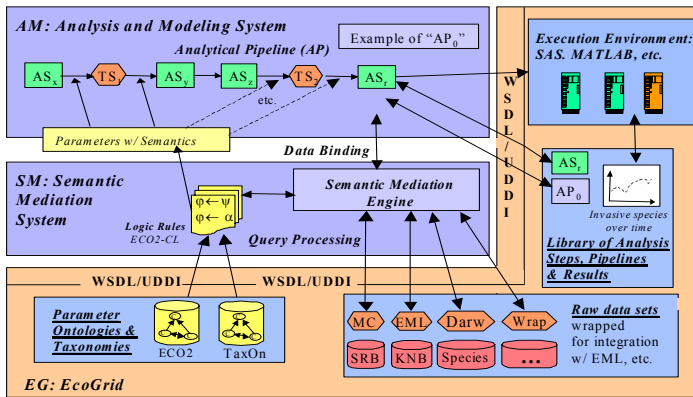 AM: Analysis and Modeling System
Analytical Pipeline (AP)
Example of “AP0”
ASx
TS1
ASy
ASz
TS2
ASr
etc.
Parameters w/ Semantics
Data Binding
WSDL/UDDI
Execution Environment:
SAS. MATLAB, etc.
ASr
AP0
Invasive species
over time
Library of Analysis
Steps, Pipelines
& Results
SM: Semantic
Mediation
System
φ← ψ
φ← α
Logic Rules
ECO2-CL
Semantic Mediation
Engine
Query Processing
WSDL/UDDI
WSDL/UDDI
Parameter
Ontologies &
Taxonomies
ECO2
TaxOn
MC
EML
Darw
Wrap
SRB
KNB
Species
...
Raw data sets
wrapped
for integration
w/ EML, etc.
EG: EcoGrid